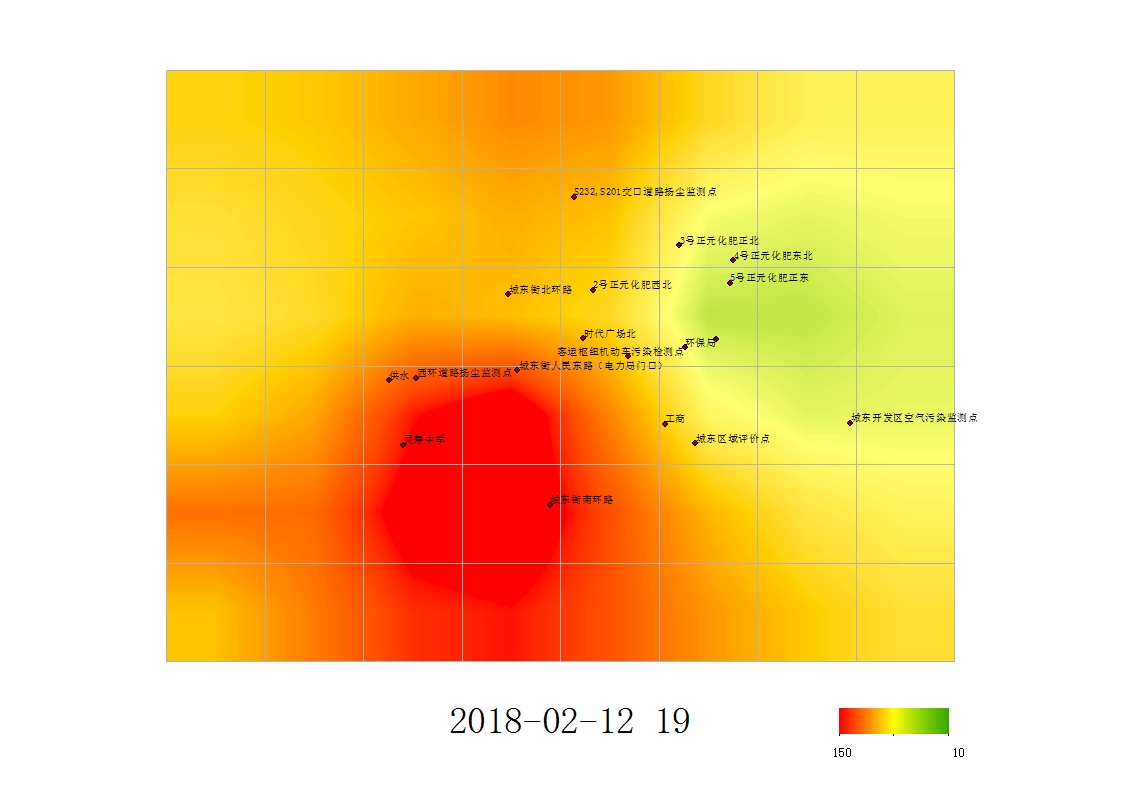 S232,S201交口道路扬尘监测点
3号正元化肥正北
4号正元化肥东北
5号正元化肥正东
2号正元化肥西北
城东街北环路
时代广场北
环保局
客运枢纽机动车污染检测点
城东街人民东路（电力局门口）
西环道路扬尘监测点
供水
城东开发区空气污染监测点
工商
城东区域评价点
灵寿中学
城东街南环路
2018-02-12 19
150
10